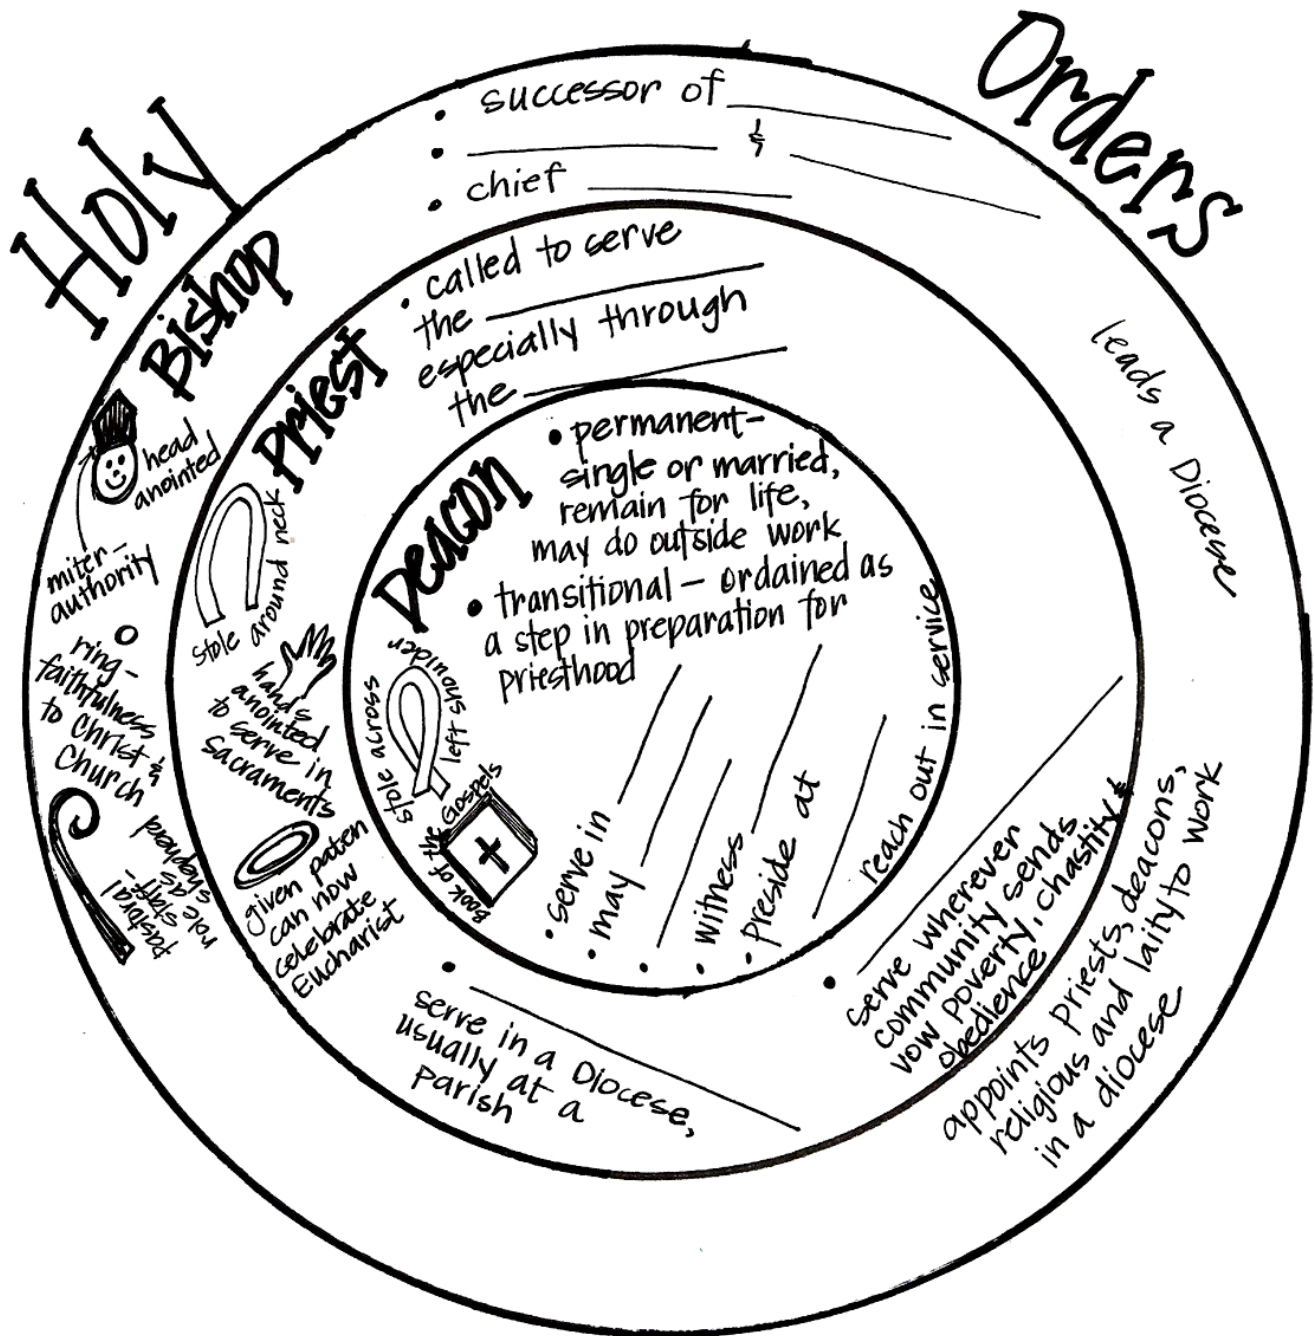 Holy
Orders
Bishop
• successor of
• &
• chief
leads a Diocese
appoints priests, deacons,
religious and laity to work
in a diocese
head
anointed
miter-
authority
ring-
faithfulness
to Christ &
Church
pastoral
staff-
role as
shepherd
Priest
• called to serve
the
especially through
the
stole
around neck
hands
anointed
to serve in
sacraments
given paten
can now
celebrate
Eucharist
•
serve in a Diocese,
usually at a
parish
•
serve wherever
community sends
vow poverty, chastity &
obedience
Deacon
• permanent-
single or married,
remain for life,
may do outside work
• transitional - ordained as
a step in preparation for
priesthood
stole across
left shoulder
Book of the Gospels
• serve in
• may
•
• witness
• preside at
reach out in service